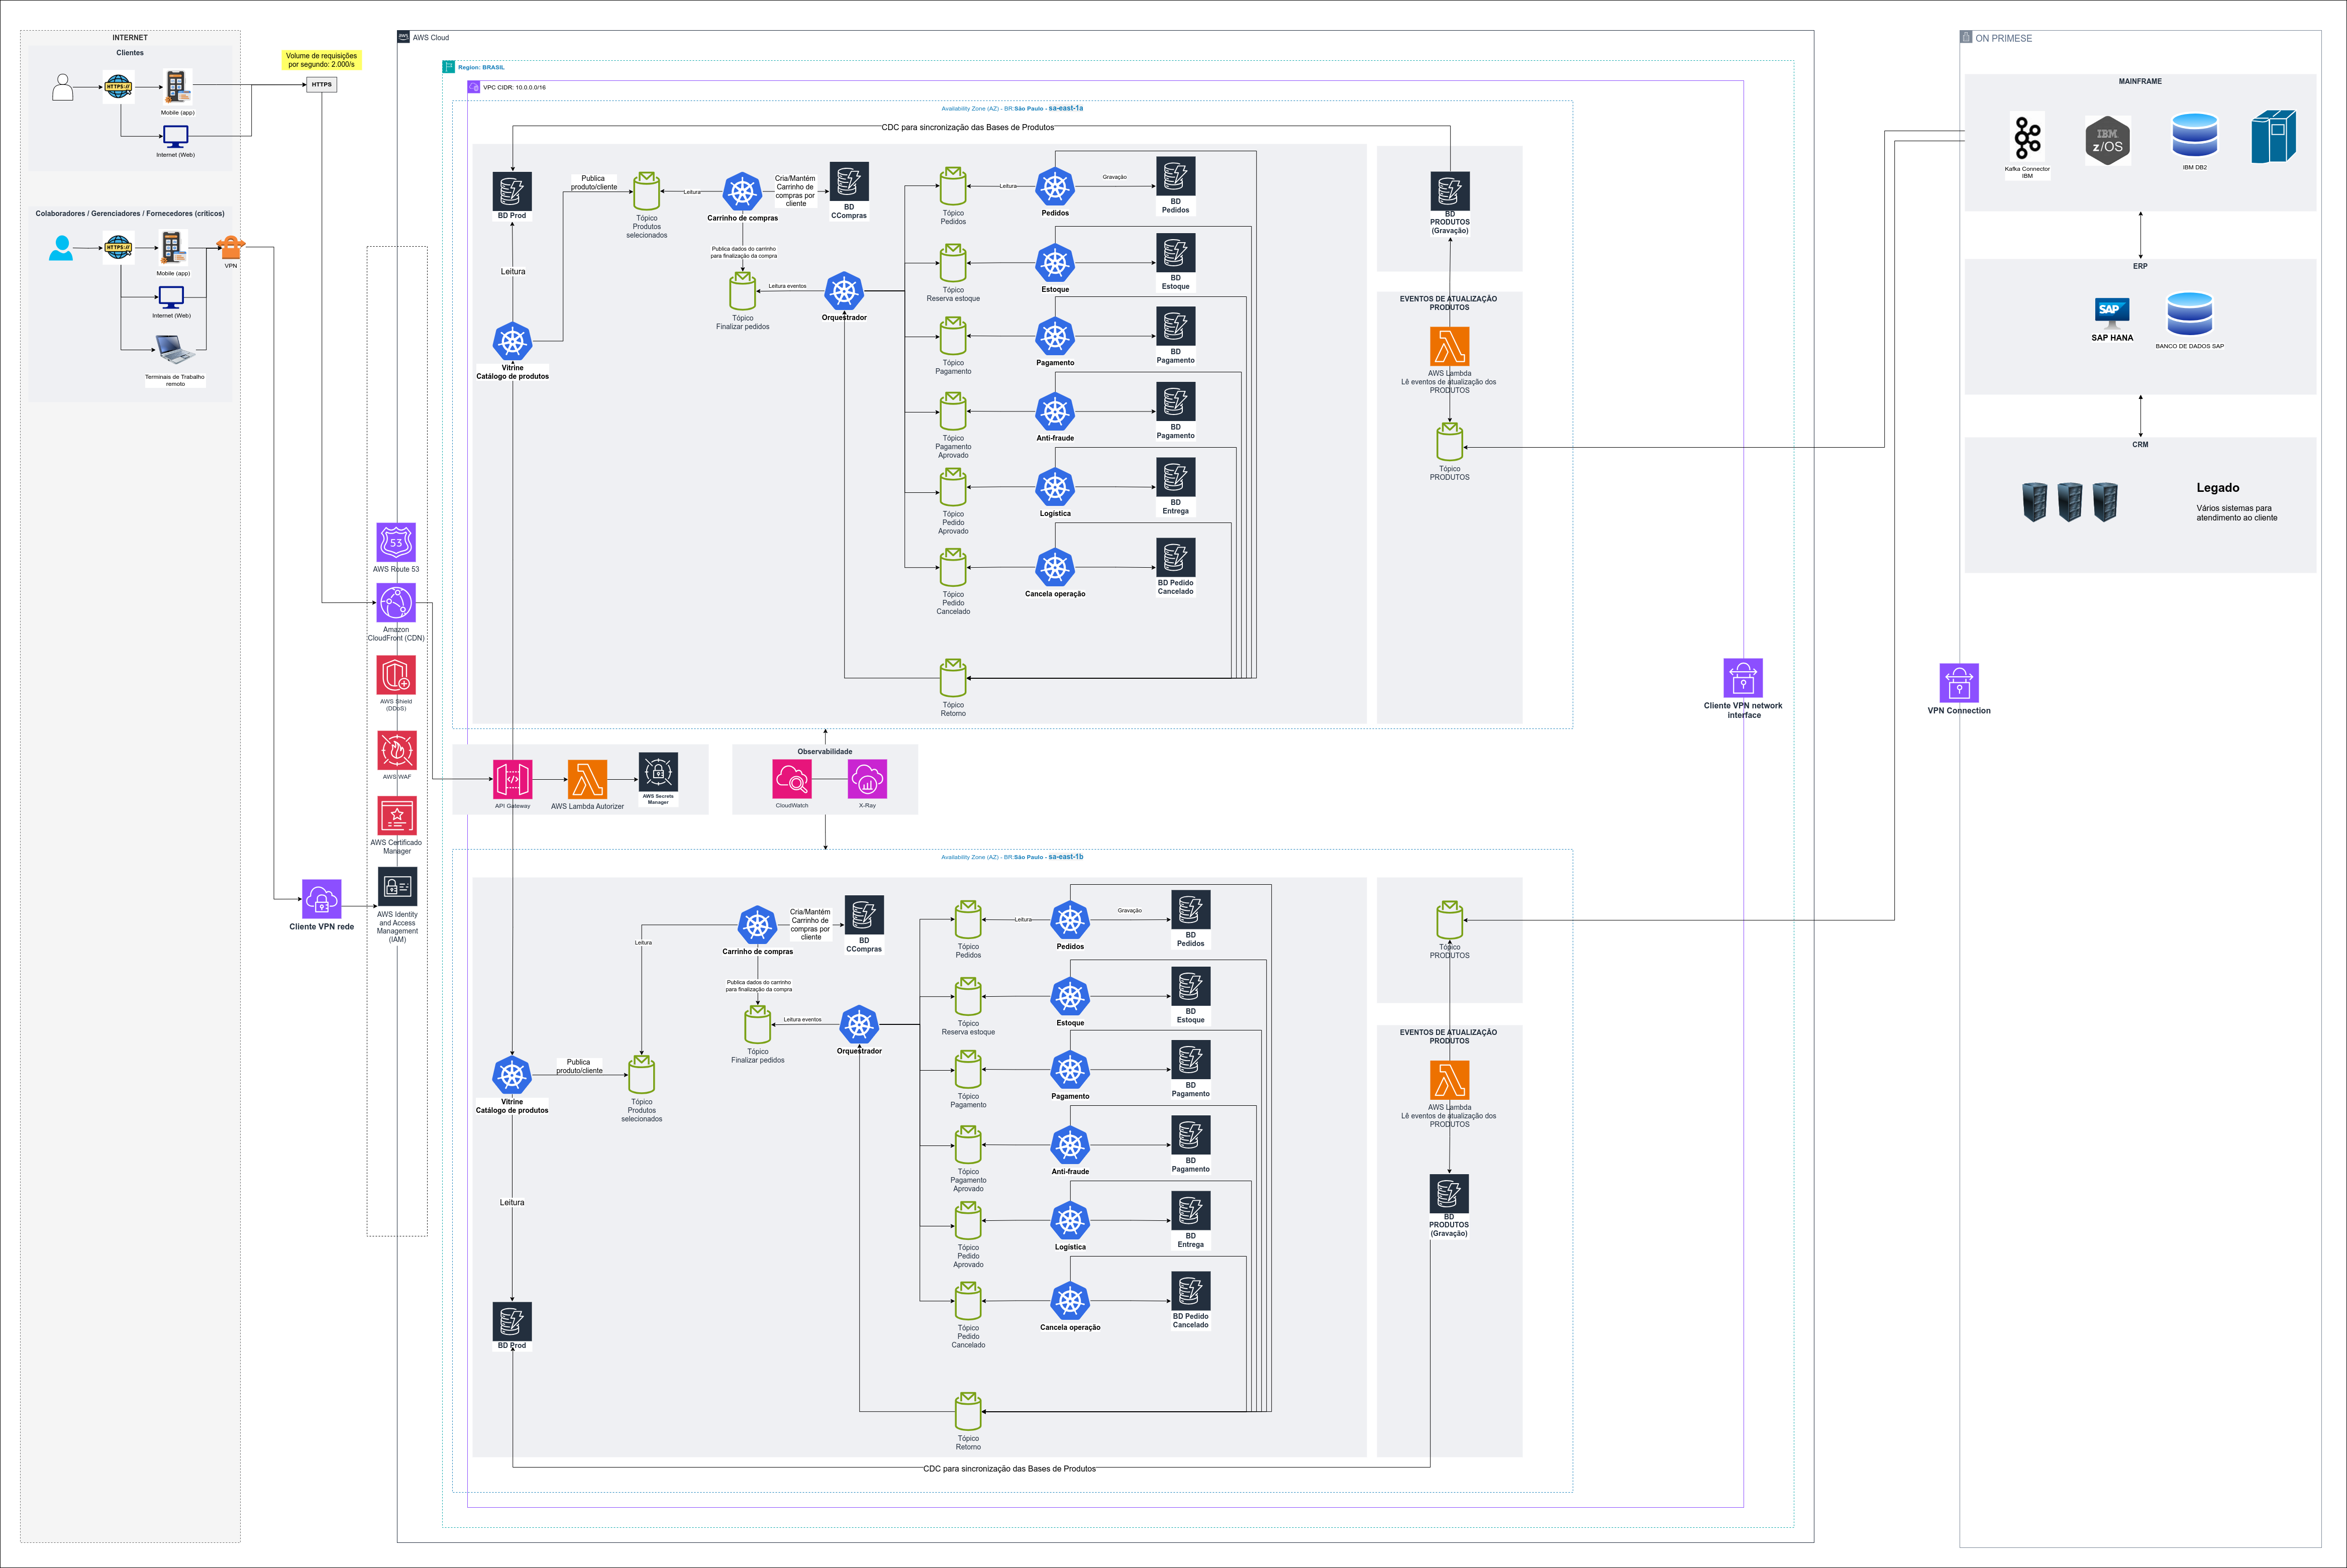 INTERNET
Clientes
HTTPS://
Mobile (app)
Internet (Web)
Volume de requisições
por segundo: 2.000/s
HTTPS
Colaboradores / Gerenciadores / Fornecedores (críticos)
HTTPS://
Mobile (app)
VPN
Internet (Web)
Terminais de Trabalho
remoto
Cliente VPN rede
53
AWS Route 53
Amazon
CloudFront (CDN)
AWS Shield
(DDoS)
AWS WAF
AWS Certificado
Manager
AWS Identity
and Access
Management
(IAM)
aws
AWS Cloud
Region: BRASIL
VPC CIDR: 10.0.0.0/16
Availability Zone (AZ) - BR:São Paulo - sa-east-1a
CDC para sincronização das Bases de Produtos
BD Prod
Leitura
Vitrine
Catálogo de produtos
Publica
produto/cliente
Tópico
Produtos
selecionados
Leitura
Carrinho de compras
Cria/Mantém
Carrinho de
compras por
cliente
BD
CCompras
Publica dados do carrinho
para finalização da compra
Tópico
Finalizar pedidos
Leitura eventos
Orquestrador
Tópico
Pedidos
Leitura
Pedidos
Gravação
BD
Pedidos
Tópico
Reserva estoque
Estoque
BD
Estoque
Tópico
Pagamento
Pagamento
BD
Pagamento
Tópico
Pagamento
Aprovado
Anti-fraude
BD
Pagamento
Tópico
Pedido
Aprovado
Logística
BD
Entrega
Tópico
Pedido
Cancelado
Cancela operação
BD Pedido
Cancelado
Tópico
Retorno
BD
PRODUTOS
(Gravação)
EVENTOS DE ATUALIZAÇÃO
PRODUTOS
AWS Lambda
Lê eventos de atualização dos
PRODUTOS
Tópico
PRODUTOS
API Gateway
AWS Lambda Autorizer
AWS Secrets
Manager
Observabilidade
CloudWatch
X-Ray
Availability Zone (AZ) - BR:São Paulo - sa-east-1b
Vitrine
Catálogo de produtos
Publica
produto/cliente
Leitura
Tópico
Produtos
selecionados
Leitura
BD Prod
Carrinho de compras
Cria/Mantém
Carrinho de
compras por
cliente
BD
CCompras
Publica dados do carrinho
para finalização da compra
Tópico
Finalizar pedidos
Leitura eventos
Orquestrador
Tópico
Pedidos
Leitura
Pedidos
Gravação
BD
Pedidos
Tópico
Reserva estoque
Estoque
BD
Estoque
Tópico
Pagamento
Pagamento
BD
Pagamento
Tópico
Pagamento
Aprovado
Anti-fraude
BD
Pagamento
Tópico
Pedido
Aprovado
Logística
BD
Entrega
Tópico
Pedido
Cancelado
Cancela operação
BD Pedido
Cancelado
Tópico
Retorno
CDC para sincronização das Bases de Produtos
Tópico
PRODUTOS
EVENTOS DE ATUALIZAÇÃO
PRODUTOS
AWS Lambda
Lê eventos de atualização dos
PRODUTOS
BD
PRODUTOS
(Gravação)
Cliente VPN network
interface
VPN Connection
ON PRIMESE
MAINFRAME
Kafka Connector
IBM
IBM
z/OS
IBM DB2
ERP
SAP
SAP HANA
BANCO DE DADOS SAP
CRM
Legado
Vários sistemas para
atendimento ao cliente